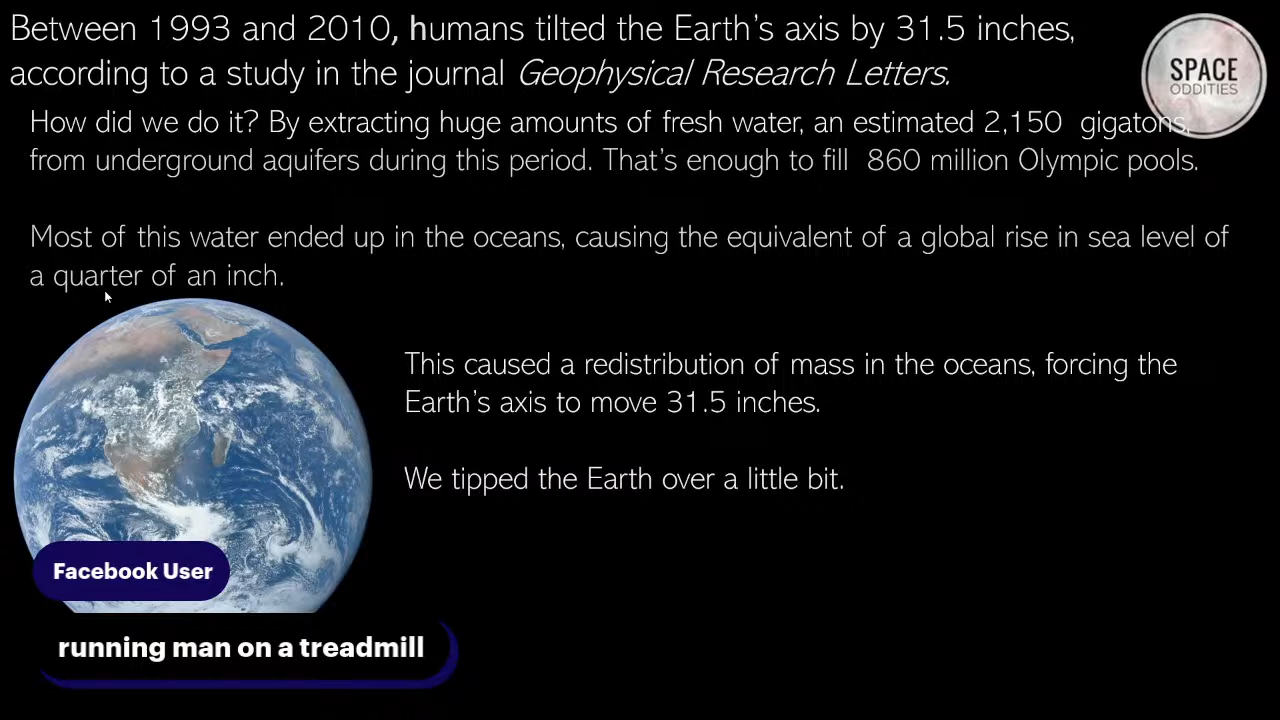 Between 1993 and 2010, humans tilted the Earth's axis by 31.5 inches,
according to a study in the journal Geophysical Research Letters.
SPACE
ODDITIES
How did we do it? By extracting huge amounts of fresh water, an estimated 2,150 gigatons,
from underground aquifers during this period. That's enough to fill 860 million Olympic pools.
Most of this water ended up in the oceans, causing the equivalent of a global rise in sea level of
a quarter of an inch.
This caused a redistribution of mass in the oceans, forcing the
Earth's axis to move 31.5 inches.
We tipped the Earth over a little bit.
Facebook User
running man on a treadmill